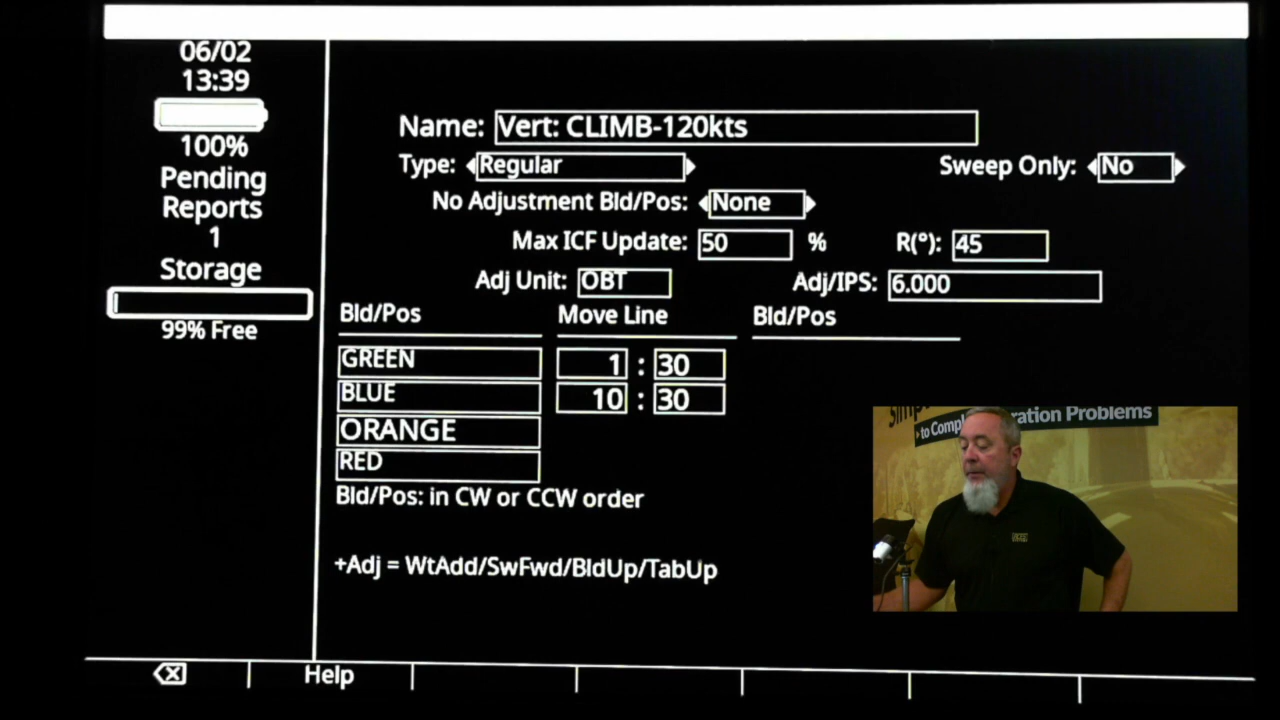 06/02
13:39
100%
Pending
Reports
1
Storage
99% Free
Name: Vert: CLIMB-120kts
Type: Regular Sweep Only: No
No Adjustment Bld/Pos: None
Max ICF Update: 50 % R(°): 45
Adj Unit: OBT Adj/IPS: 6.000
Bld/Pos Move Line Bld/Pos
GREEN 1 : 30
BLUE 10 : 30
ORANGE
RED
Bld/Pos: in CW or CCW order
+Adj = WtAdd/SwFwd/BldUp/TabUp
Help
to Problems